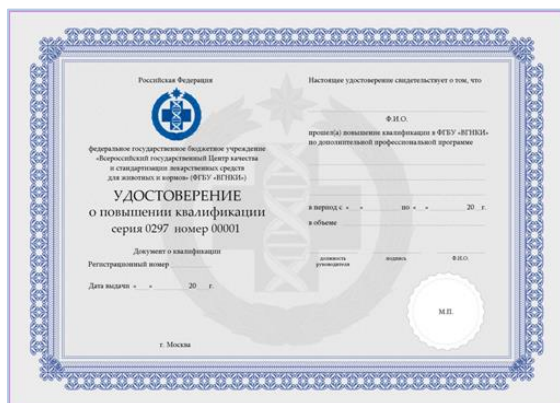 Российская Федерация
федеральное государственное бюджетное учреждение
«Всероссийский государственный Центр качества
и стандартизации лекарственных средств
для животных и кормов» (ФГБУ «ВГНКИ»)
УДОСТОВЕРЕНИЕ
о повышении квалификации
серия 0297 номер 00001
Документ о квалификации
Регистрационный номер
Дата выдачи « » 20 г.
г. Москва
Настоящее удостоверение свидетельствует о том, что
Ф.И.О.
прошел(а) повышение квалификации в ФГБУ «ВГНКИ»
по дополнительной профессиональной программе
в период с « » по « » 20 г.
в объеме
должность подпись Ф.И.О.
руководителя
М.П.